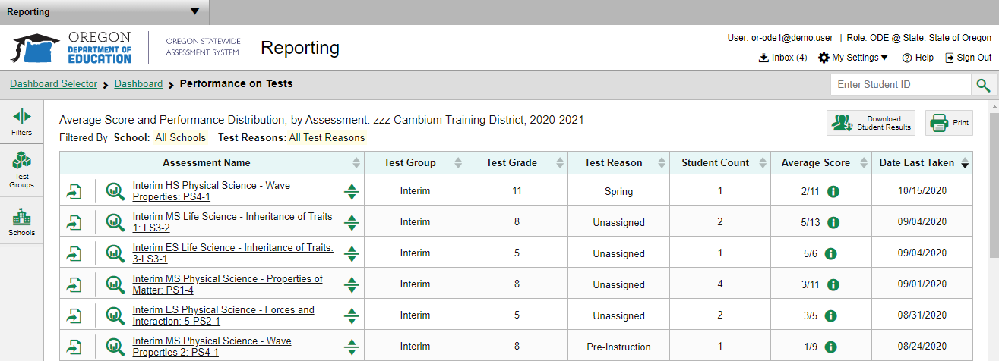 Reporting
OREGON
DEPARTMENT OF
EDUCATION
OREGON STATEWIDE
ASSESSMENT SYSTEM
Reporting
User: or-ode1@demo.user | Role: ODE @ State: State of Oregon
Inbox (4) My Settings Help Sign Out
Dashboard Selector Dashboard Performance on Tests
Enter Student ID
Filters
Test
Groups
Schools
Average Score and Performance Distribution, by Assessment: zzz Cambium Training District, 2020-2021
Filtered By School: All Schools Test Reasons: All Test Reasons
Download
Student Results
Print
Assessment Name Test Group Test Grade Test Reason Student Count Average Score Date Last Taken
Interim HS Physical Science - Wave
Properties: PS4-1
Interim 11 Spring 1 2/11 10/15/2020
Interim MS Life Science - Inheritance of Traits
1: LS3-2
Interim 8 Unassigned 2 5/13 09/04/2020
Interim ES Life Science - Inheritance of Traits:
3-LS3-1
Interim 5 Unassigned 1 5/6 09/04/2020
Interim MS Physical Science - Properties of
Matter: PS1-4
Interim 8 Unassigned 4 3/11 09/01/2020
Interim ES Physical Science - Forces and
Interaction: 5-PS2-1
Interim 5 Unassigned 2 3/5 08/31/2020
Interim MS Physical Science - Wave
Properties 2: PS4-1
Interim 8 Pre-Instruction 1 1/9 08/24/2020